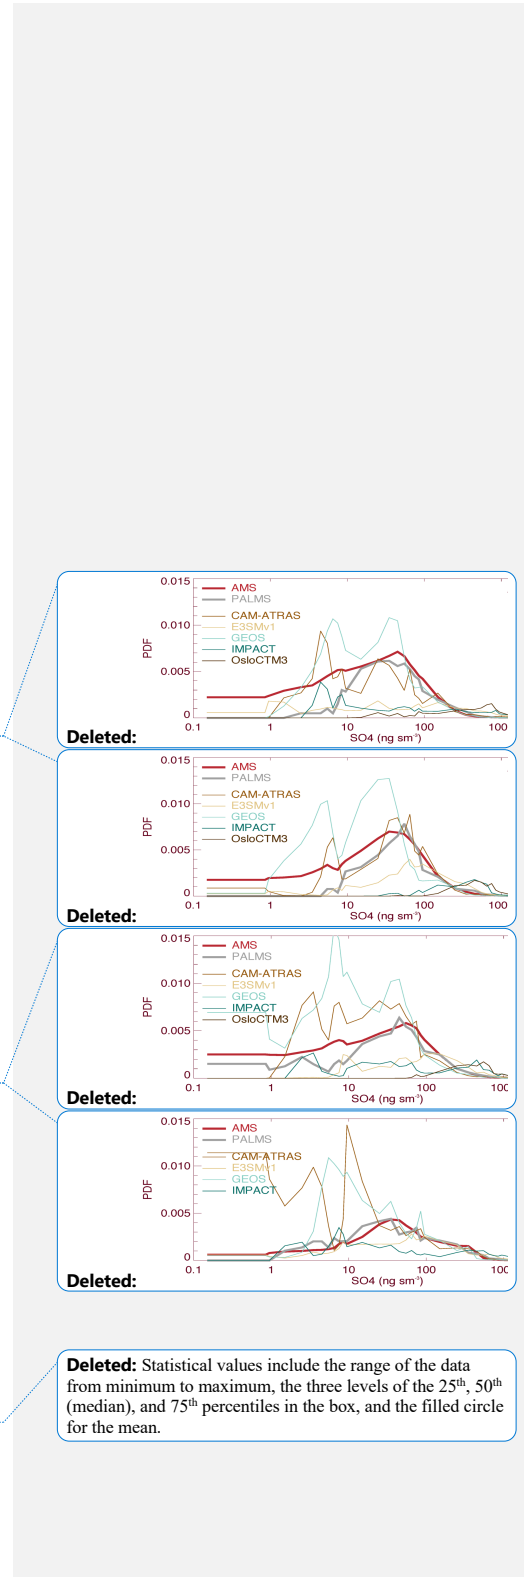 0.015
0.010
0.005
0
PDF
AMS
PALMS
CAM-ATRAS
E3SMv1
GEOS
IMPACT
OsloCTM3
0.1 1 10 100 100
SO4 (ng sm⁻³)
Deleted:
0.015
0.010
0.005
0
PDF
AMS
PALMS
CAM-ATRAS
E3SMv1
GEOS
IMPACT
OsloCTM3
0.1 1 10 100 100
SO4 (ng sm⁻³)
Deleted:
0.015
0.010
0.005
0
PDF
AMS
PALMS
CAM-ATRAS
E3SMv1
GEOS
IMPACT
OsloCTM3
0.1 1 10 100 100
SO4 (ng sm⁻³)
Deleted:
0.015
0.010
0.005
0
PDF
AMS
PALMS
CAM-ATRAS
E3SMv1
GEOS
IMPACT
0.1 1 10 100 100
SO4 (ng sm⁻³)
Deleted:
Deleted: Statistical values include the range of the data
from minimum to maximum, the three levels of the 25th, 50th
(median), and 75th percentiles in the box, and the filled circle
for the mean.